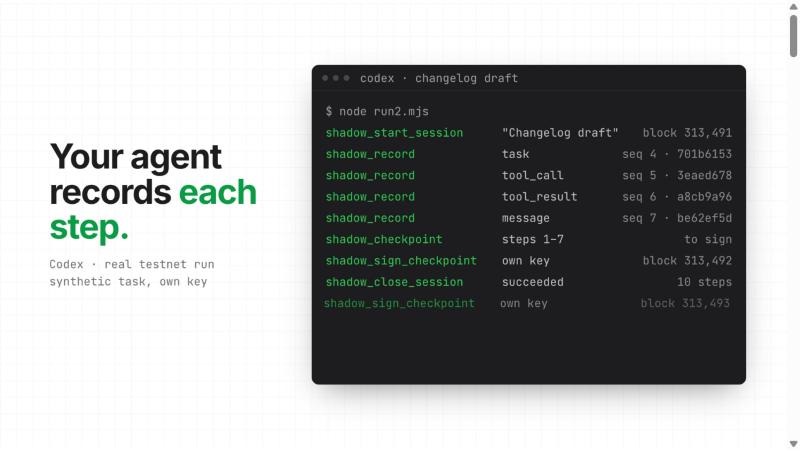 Your agent
records each
step.
Codex · real testnet run
synthetic task, own key
codex · changelog draft
$ node run2.mjs
shadow_start_session "Changelog draft" block 313,491
shadow_record task seq 4 · 701b6153
shadow_record tool_call seq 5 · 3eaed678
shadow_record tool_result seq 6 · a8cb9a96
shadow_record message seq 7 · be62ef5d
shadow_checkpoint steps 1–7 to sign
shadow_sign_checkpoint own key block 313,492
shadow_close_session succeeded 10 steps
shadow_sign_checkpoint own key block 313,493